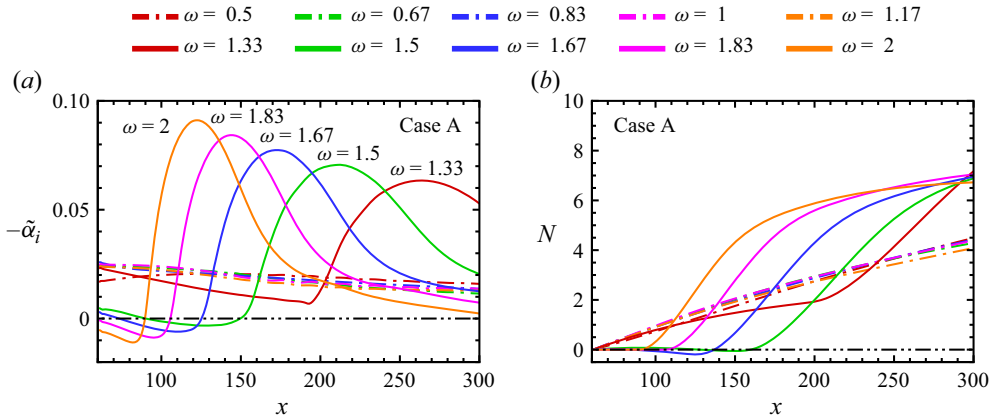 ω = 0.5 ω = 0.67 ω = 0.83 ω = 1 ω = 1.17
ω = 1.33 ω = 1.5 ω = 1.67 ω = 1.83 ω = 2
(a) (b)
0.10 10
ω = 2 ω = 1.83 Case A Case A
ω = 1.67
ω = 1.5
ω = 1.33
8
6
0.05
−α̃ᵢ N
4
2
0 0
100 150 200 250 300 100 150 200 250 300
x x